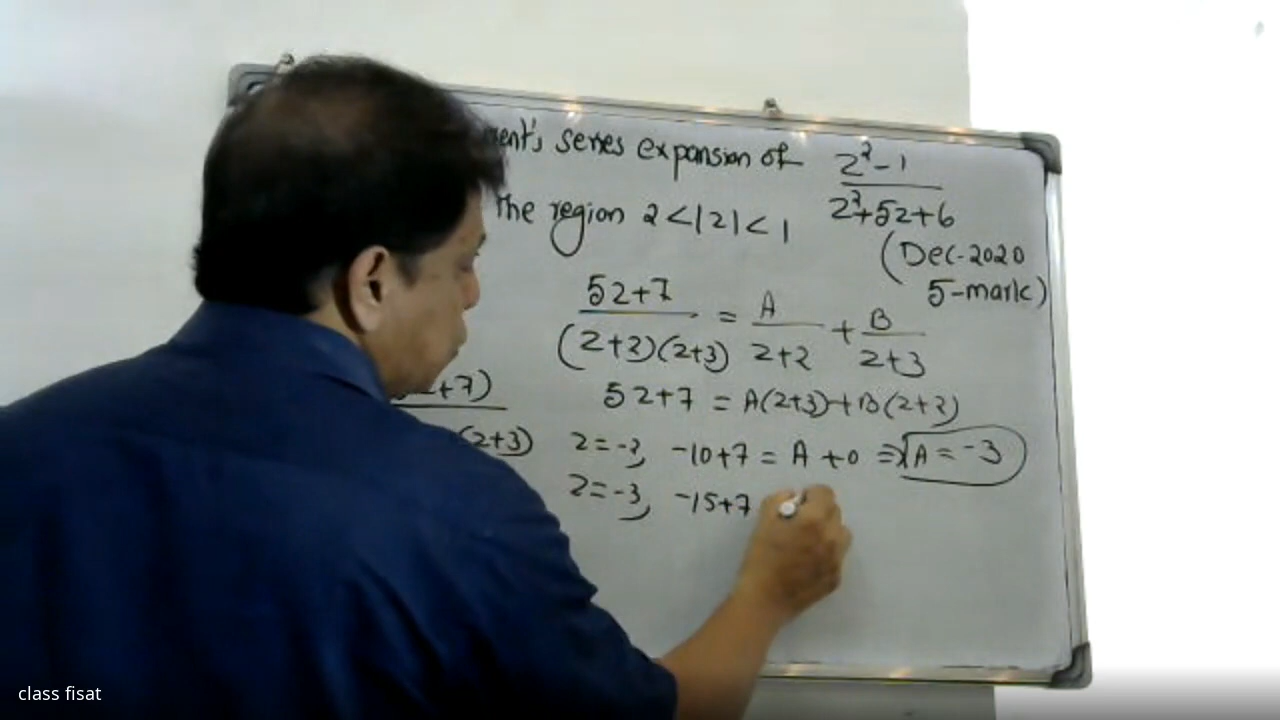 ent's series expansion of z²-1 / z²+5z+6
the region 2<|z|<1
(Dec-2020
5-mark)
5z+7 / (z+2)(z+3) = A / z+2 + B / z+3
+7)
(z+3)
5z+7 = A(z+3)+B(z+2)
z=-2, -10+7 = A +0 ⇒ A = -3
z=-3, -15+7
class fisat